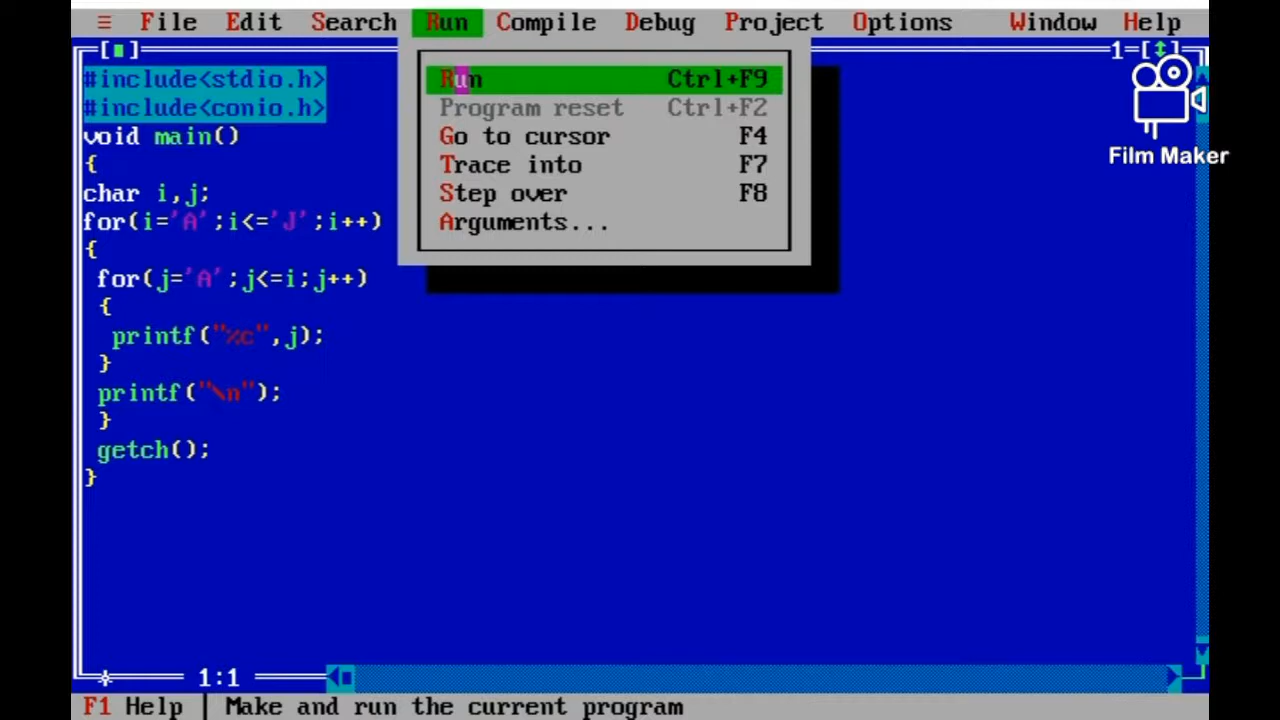 ≡ File Edit Search Run Compile Debug Project Options Window Help
[■] 1=[↕]
Run Ctrl+F9
Program reset Ctrl+F2
Go to cursor F4
Trace into F7
Step over F8
Arguments...
#include<stdio.h>
#include<conio.h>
void main()
{
char i,j;
for(i='A';i<='J';i++)
{
for(j='A';j<=i;j++)
{
printf("%c",j);
}
printf("\n");
}
getch();
}
Film Maker
1:1
F1 Help | Make and run the current program